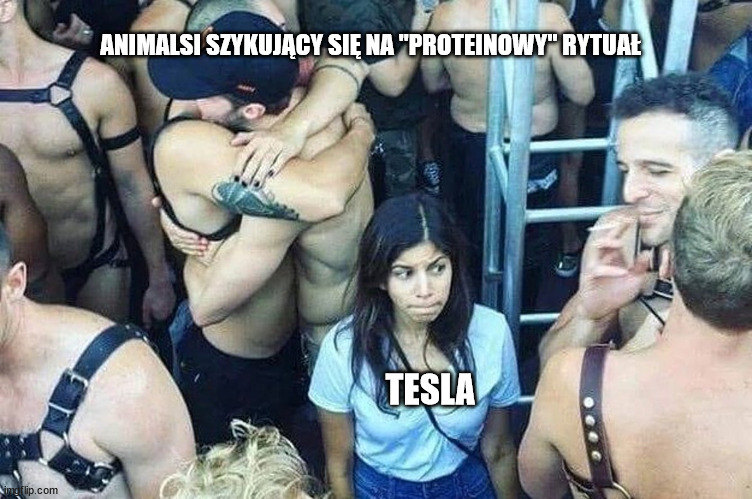 ANIMALSI SZYKUJĄCY SIĘ NA "PROTEINOWY" RYTUAŁ
TESLA
imgflip.com